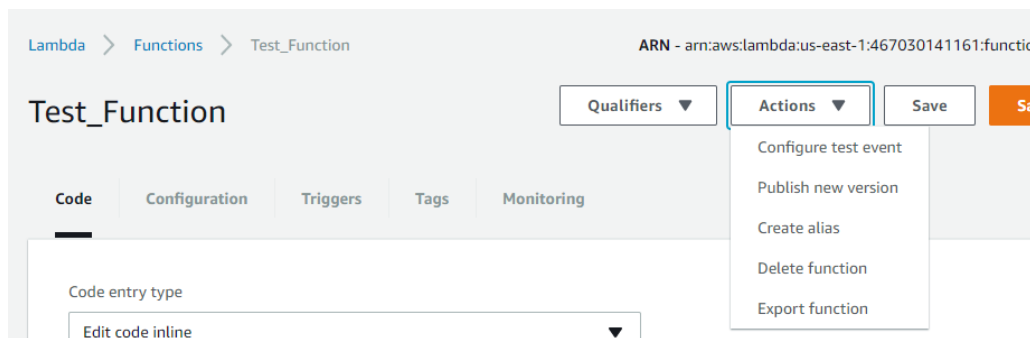 Lambda > Functions > Test_Function ARN - arn:aws:lambda:us-east-1:467030141161:functio
Test_Function Qualifiers Actions Save Sa
Configure test event
Publish new version
Create alias
Delete function
Export function
Code Configuration Triggers Tags Monitoring
Code entry type
Edit code inline